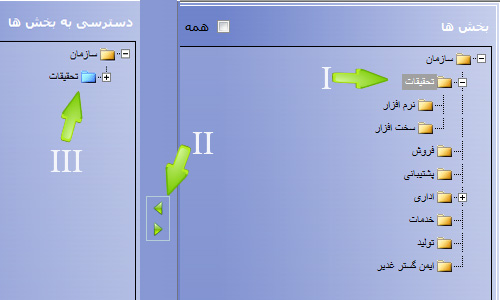 بخش ها
همه
سازمان
تحقیقات
I
نرم افزار
سخت افزار
فروش
پشتیبانی
اداری
خدمات
تولید
ایمن گستر غدیر
II
دسترسی به بخش ها
سازمان
تحقیقات
III